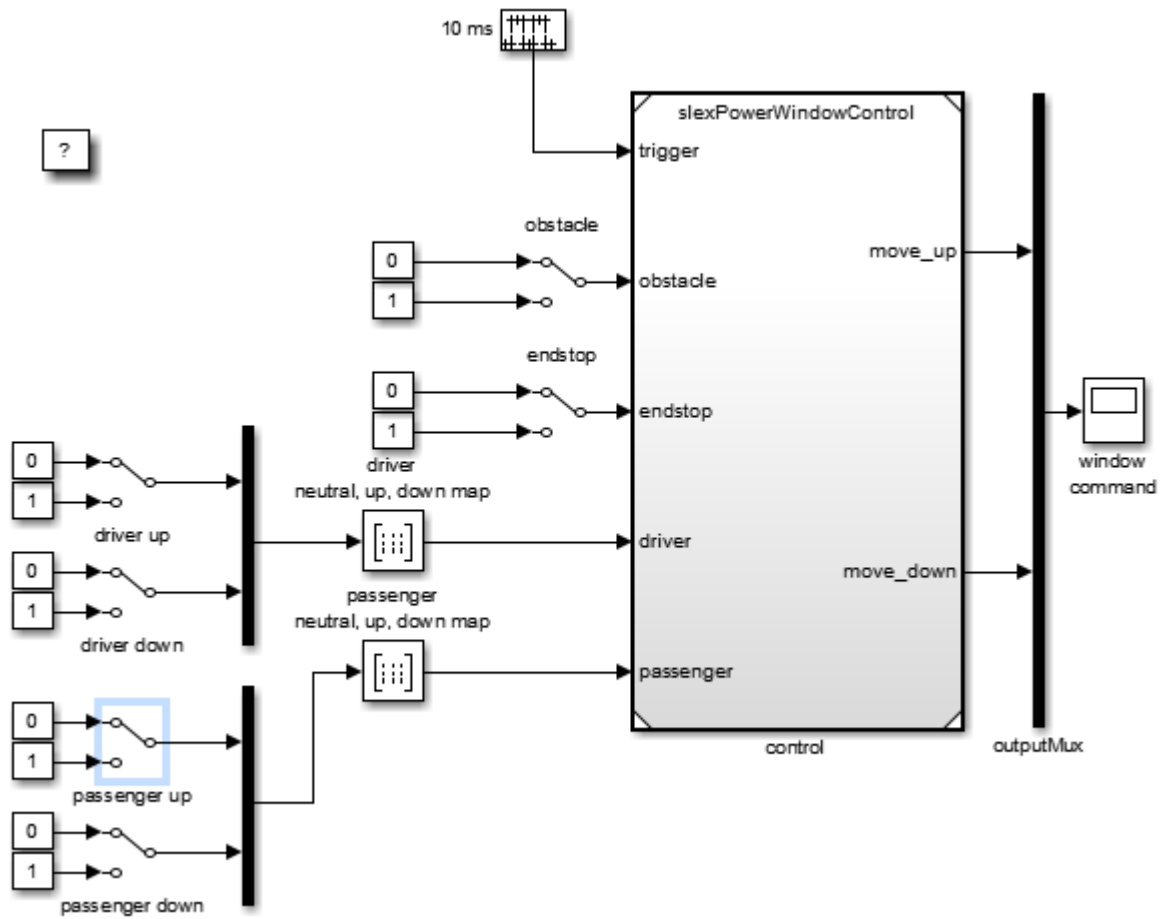 10 ms
slexPowerWindowControl
trigger
?
obstacle
0
1
obstacle
move_up
endstop
0
1
endstop
driver
neutral, up, down map
0
1
driver up
0
1
driver down
driver
window
command
move_down
passenger
neutral, up, down map
passenger
0
1
passenger up
0
1
passenger down
control
outputMux